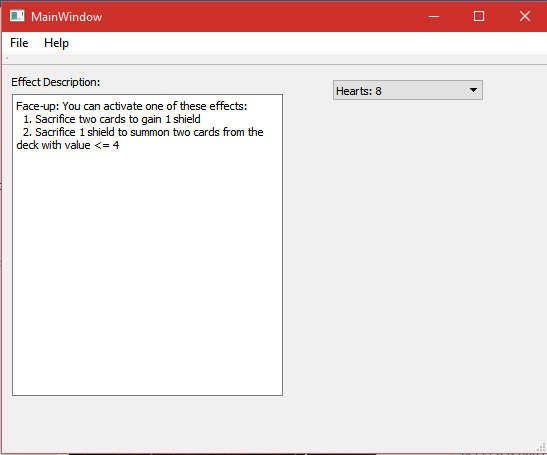 MainWindow
File Help
Effect Description:
Hearts: 8
Face-up: You can activate one of these effects:
1. Sacrifice two cards to gain 1 shield
2. Sacrifice 1 shield to summon two cards from the
deck with value <= 4